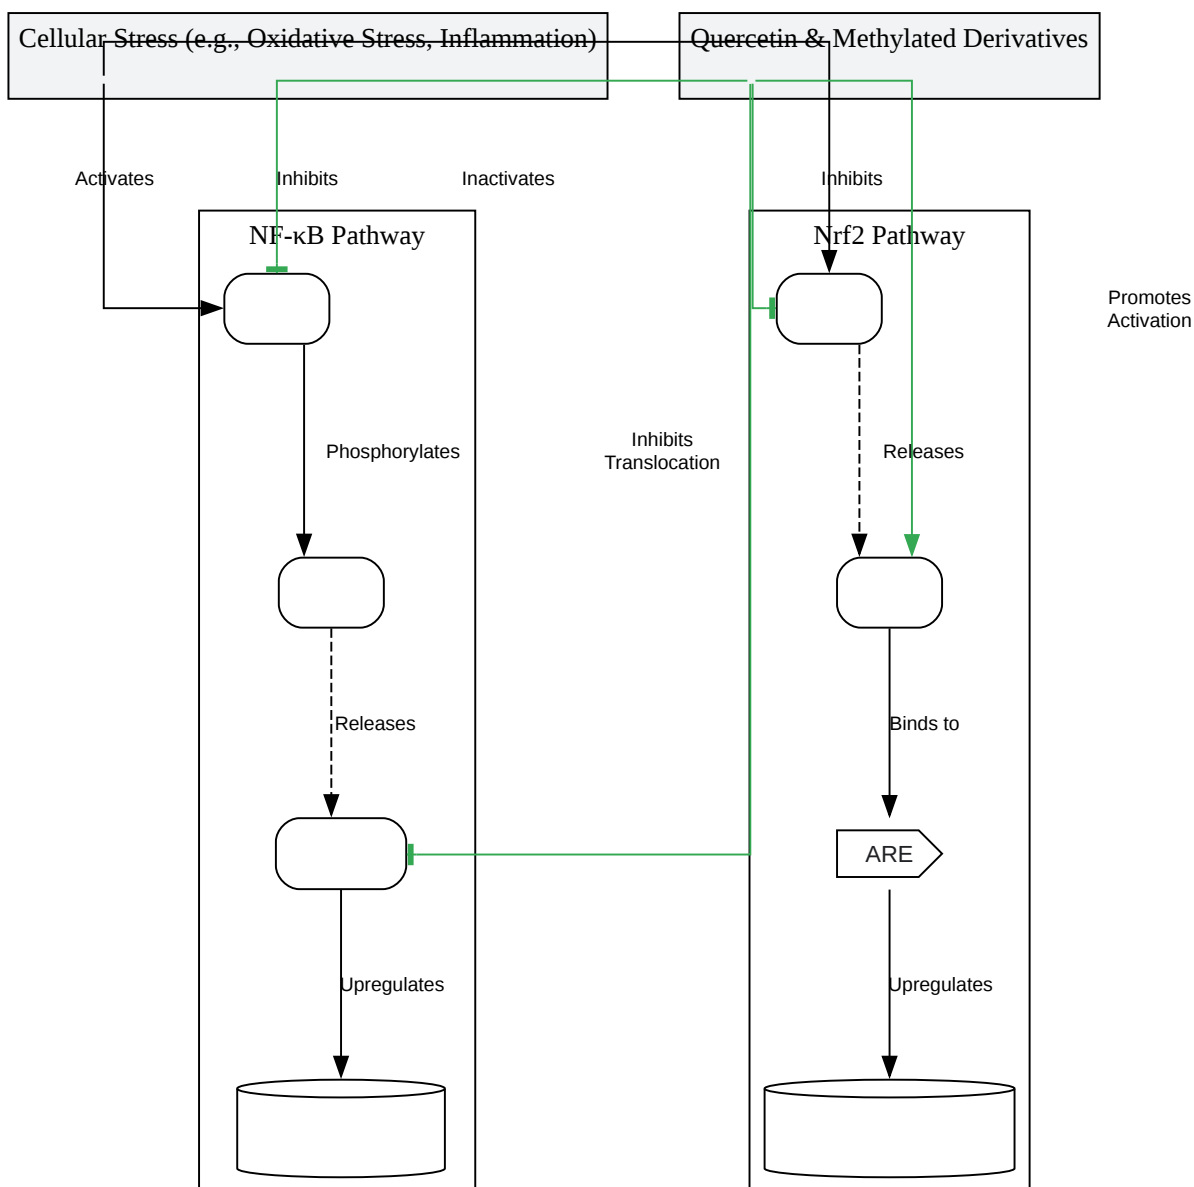 Cellular Stress (e.g., Oxidative Stress, Inflammation)
Quercetin & Methylated Derivatives
Activates
Inhibits
Inactivates
Inhibits
NF-κB Pathway
Nrf2 Pathway
Promotes
Activation
Phosphorylates
Inhibits
Translocation
Releases
Releases
Binds to
ARE
Upregulates
Upregulates